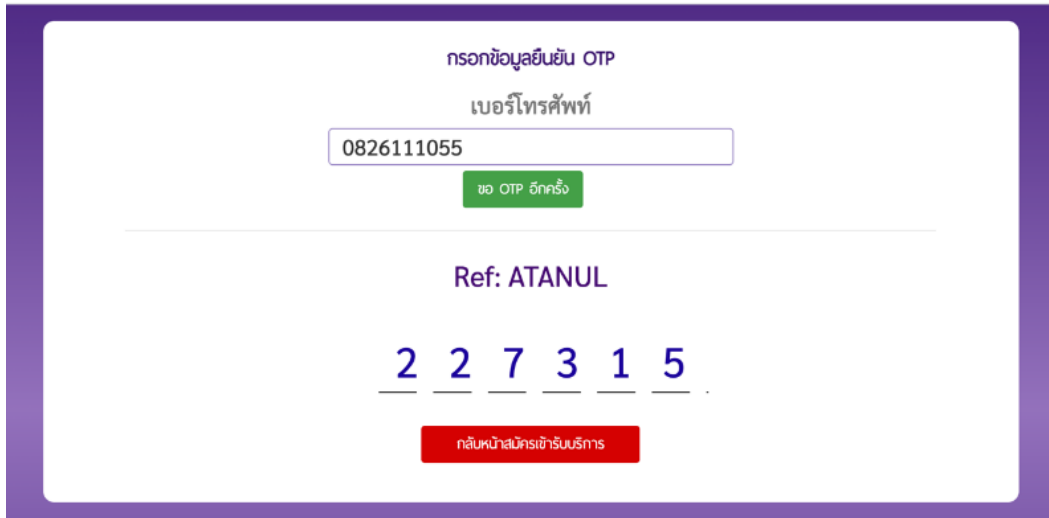 กรอกข้อมูลยืนยัน OTP
เบอร์โทรศัพท์
0826111055
ขอ OTP อีกครั้ง
Ref: ATANUL
2 2 7 3 1 5
กลับหน้าสมัครเข้ารับบริการ